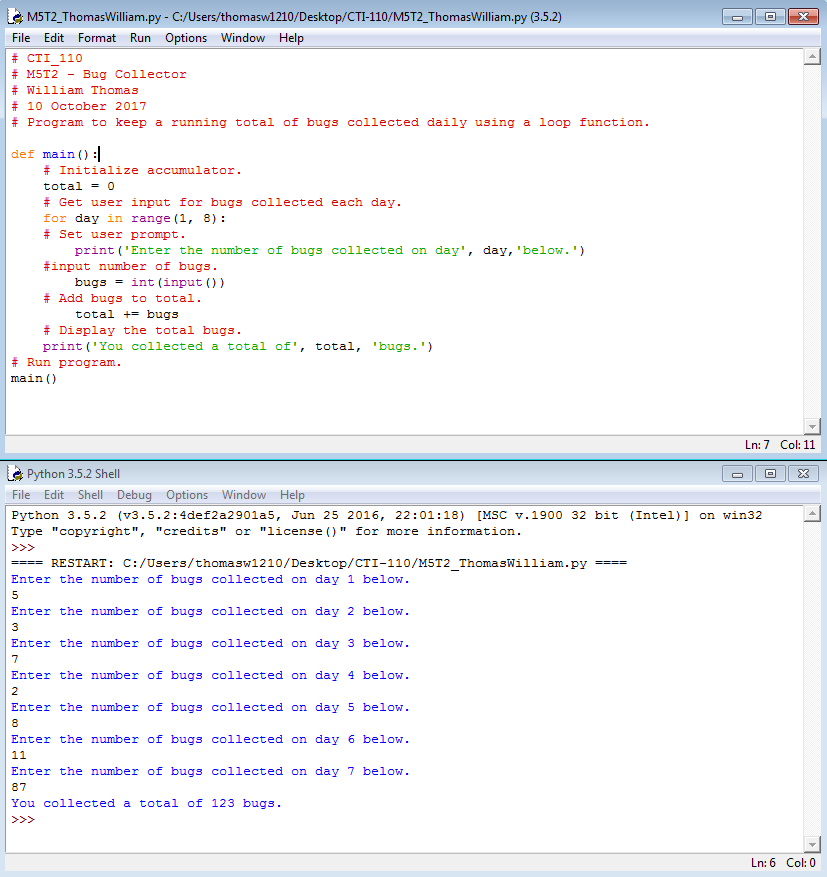 M5T2_ThomasWilliam.py - C:/Users/thomasw1210/Desktop/CTI-110/M5T2_ThomasWilliam.py (3.5.2)
File Edit Format Run Options Window Help
# CTI_110
# M5T2 - Bug Collector
# William Thomas
# 10 October 2017
# Program to keep a running total of bugs collected daily using a loop function.
def main():
    # Initialize accumulator.
    total = 0
    # Get user input for bugs collected each day.
    for day in range(1, 8):
    # Set user prompt.
        print('Enter the number of bugs collected on day', day,'below.')
    #input number of bugs.
        bugs = int(input())
    # Add bugs to total.
        total += bugs
    # Display the total bugs.
    print('You collected a total of', total, 'bugs.')
# Run program.
main()
Ln: 7 Col: 11
Python 3.5.2 Shell
File Edit Shell Debug Options Window Help
Python 3.5.2 (v3.5.2:4def2a2901a5, Jun 25 2016, 22:01:18) [MSC v.1900 32 bit (Intel)] on win32
Type "copyright", "credits" or "license()" for more information.
>>>
==== RESTART: C:/Users/thomasw1210/Desktop/CTI-110/M5T2_ThomasWilliam.py ====
Enter the number of bugs collected on day 1 below.
5
Enter the number of bugs collected on day 2 below.
3
Enter the number of bugs collected on day 3 below.
7
Enter the number of bugs collected on day 4 below.
2
Enter the number of bugs collected on day 5 below.
8
Enter the number of bugs collected on day 6 below.
11
Enter the number of bugs collected on day 7 below.
87
You collected a total of 123 bugs.
>>>
Ln: 6 Col: 0